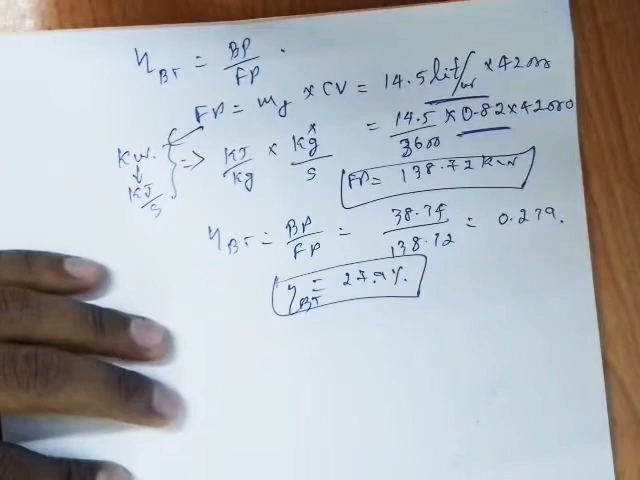 η_BT = BP/FP.
FP = m_f × CV = 14.5 lit/hr × 42000
Kw. → KJ/s } => KJ/kg × kg/s = 14.5/3600 × 0.82 × 42000
FP = 138.72 Kw
η_BT = BP/FP = 38.74/138.72 = 0.279.
η_BT = 27.9%.